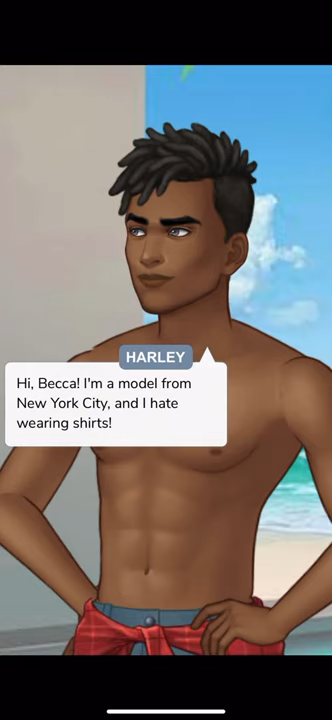 HARLEY
Hi, Becca! I'm a model from
New York City, and I hate
wearing shirts!